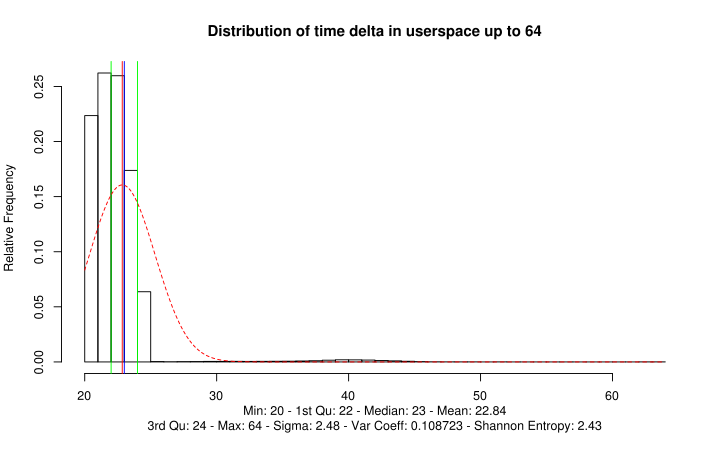 Distribution of time delta in userspace up to 64
Relative Frequency
0.25
0.20
0.15
0.10
0.05
0.00
20 30 40 50 60
Min: 20 - 1st Qu: 22 - Median: 23 - Mean: 22.84
3rd Qu: 24 - Max: 64 - Sigma: 2.48 - Var Coeff: 0.108723 - Shannon Entropy: 2.43